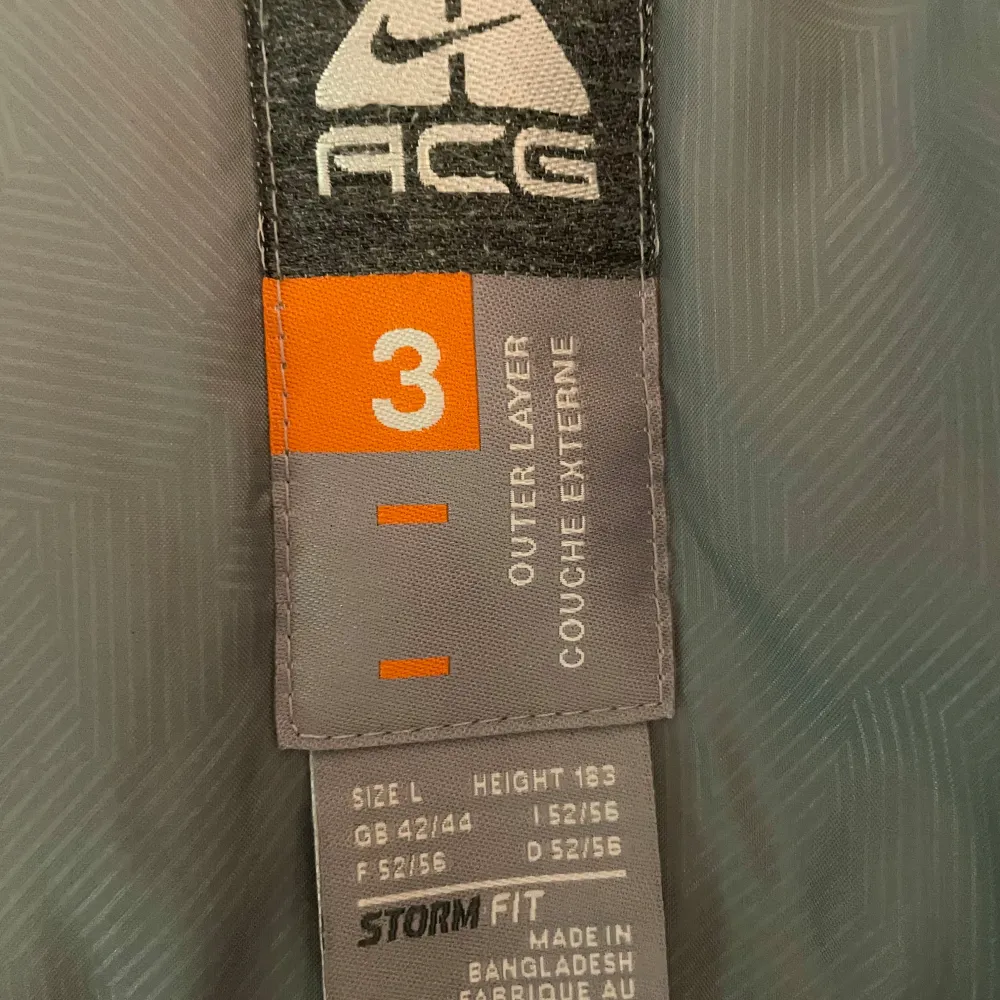 ACG
3
OUTER LAYER
COUCHE EXTERNE
SIZE L HEIGHT 183
GB 42/44 I 52/56
F 52/56 D 52/56
STORM FIT
MADE IN
BANGLADESH
FABRIQUE AU